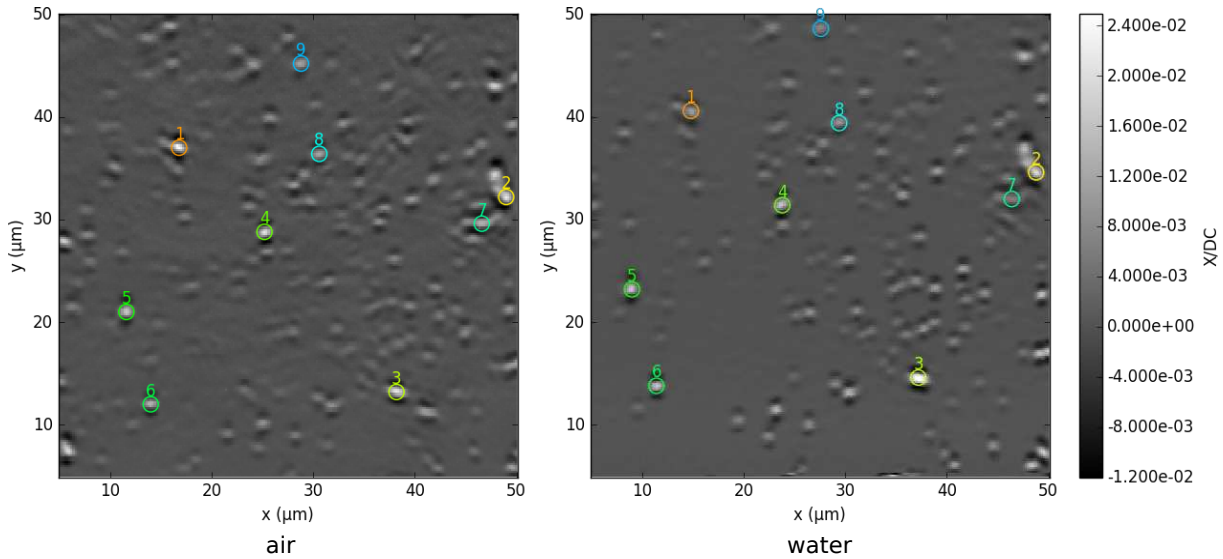 50
40
30
20
10
y (µm)
10 20 30 40 50
x (µm)
air
9
1
8
2
7
4
5
3
6
50
40
30
20
10
y (µm)
10 20 30 40 50
x (µm)
water
9
1
8
2
7
4
5
3
6
2.400e-02
2.000e-02
1.600e-02
1.200e-02
8.000e-03
4.000e-03
0.000e+00
-4.000e-03
-8.000e-03
-1.200e-02
X/DC